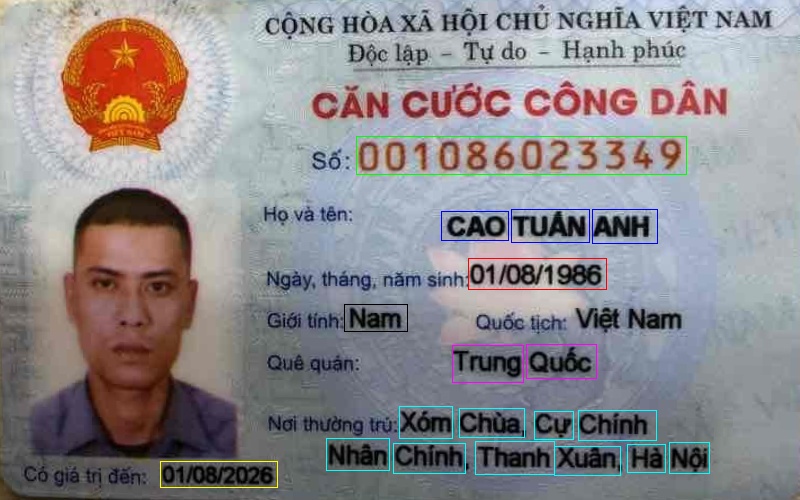 CỘNG HÒA XÃ HỘI CHỦ NGHĨA VIỆT NAM
Độc lập - Tự do - Hạnh phúc
CĂN CƯỚC CÔNG DÂN
Số: 001086023349
Họ và tên: CAO TUẤN ANH
Ngày, tháng, năm sinh: 01/08/1986
Giới tính: Nam Quốc tịch: Việt Nam
Quê quán: Trung Quốc
Nơi thường trú: Xóm Chùa, Cự Chính
Nhân Chính, Thanh Xuân, Hà Nội
Có giá trị đến: 01/08/2026